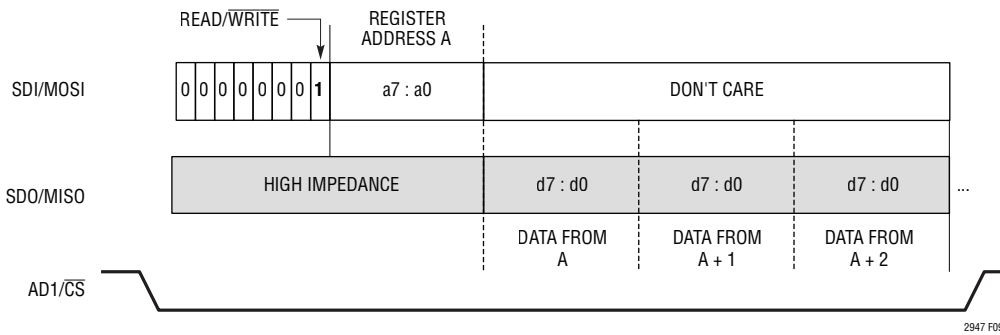 READ/WRITE
REGISTER
ADDRESS A
SDI/MOSI
0 0 0 0 0 0 0 1
a7 : a0
DON'T CARE
SDO/MISO
HIGH IMPEDANCE
d7 : d0
d7 : d0
d7 : d0
...
DATA FROM
A
DATA FROM
A + 1
DATA FROM
A + 2
AD1/CS
2947 F09